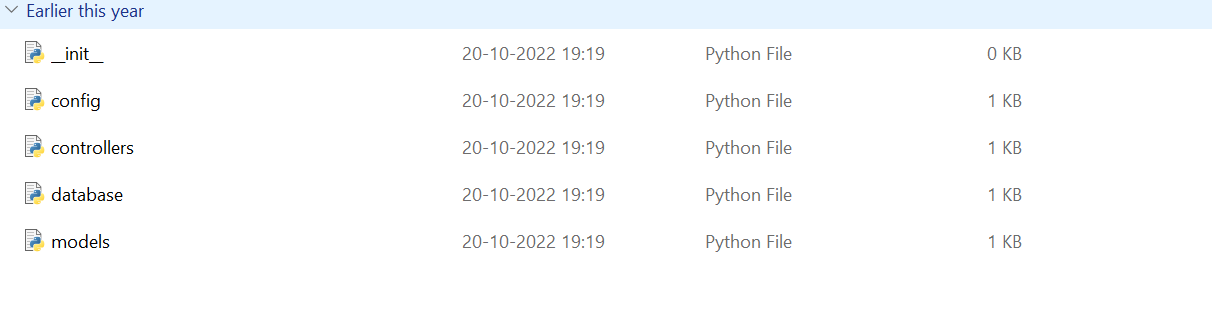 Earlier this year
__init__ 20-10-2022 19:19 Python File 0 KB
config 20-10-2022 19:19 Python File 1 KB
controllers 20-10-2022 19:19 Python File 1 KB
database 20-10-2022 19:19 Python File 1 KB
models 20-10-2022 19:19 Python File 1 KB